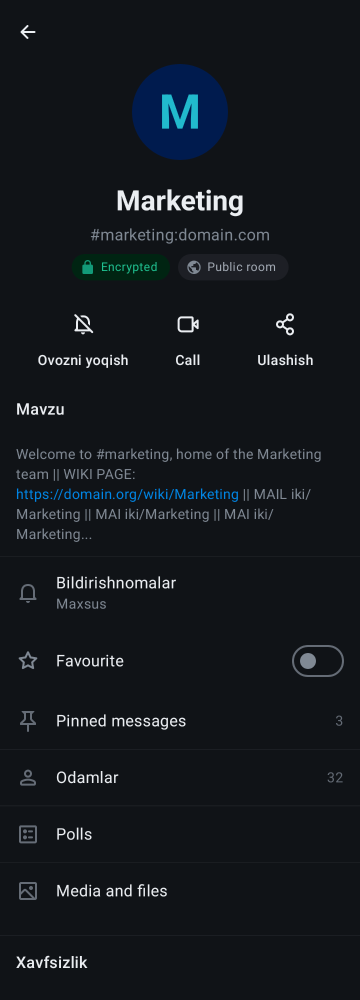 M
Marketing
#marketing:domain.com
Encrypted
Public room
Ovozni yoqish
Call
Ulashish
Mavzu
Welcome to #marketing, home of the Marketing
team || WIKI PAGE:
https://domain.org/wiki/Marketing || MAIL iki/
Marketing || MAI iki/Marketing || MAI iki/
Marketing...
Bildirishnomalar
Maxsus
Favourite
Pinned messages 3
Odamlar 32
Polls
Media and files
Xavfsizlik